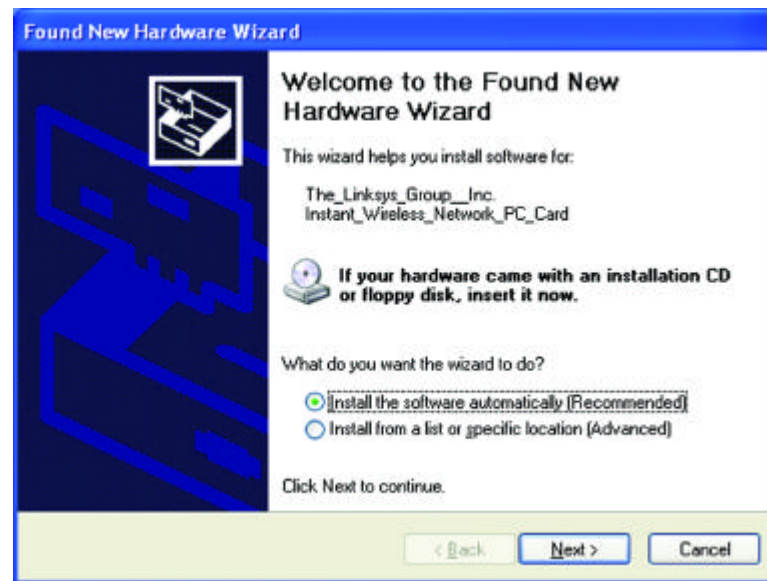 Found New Hardware Wizard
Welcome to the Found New
Hardware Wizard
This wizard helps you install software for:
The_Linksys_Group__Inc.
Instant_Wireless_Network_PC_Card
If your hardware came with an installation CD
or floppy disk, insert it now.
What do you want the wizard to do?
Install the software automatically (Recommended)
Install from a list or specific location (Advanced)
Click Next to continue.
< Back
Next >
Cancel